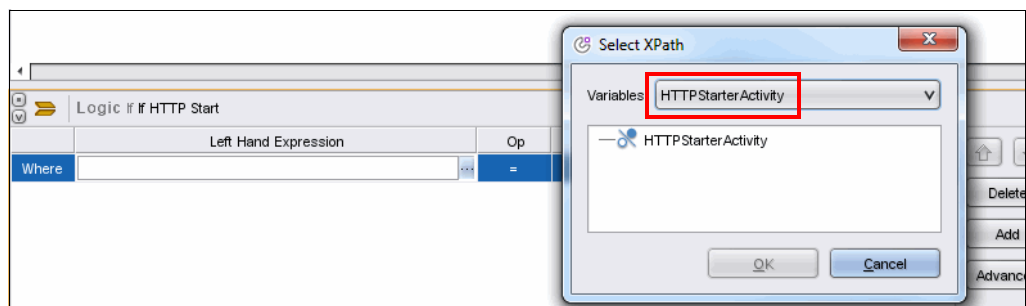 Select XPath
Variables HTTPStarterActivity
HTTPStarterActivity
Logic If If HTTP Start
Left Hand Expression Op
Where ... =
Delete
Add
OK Cancel